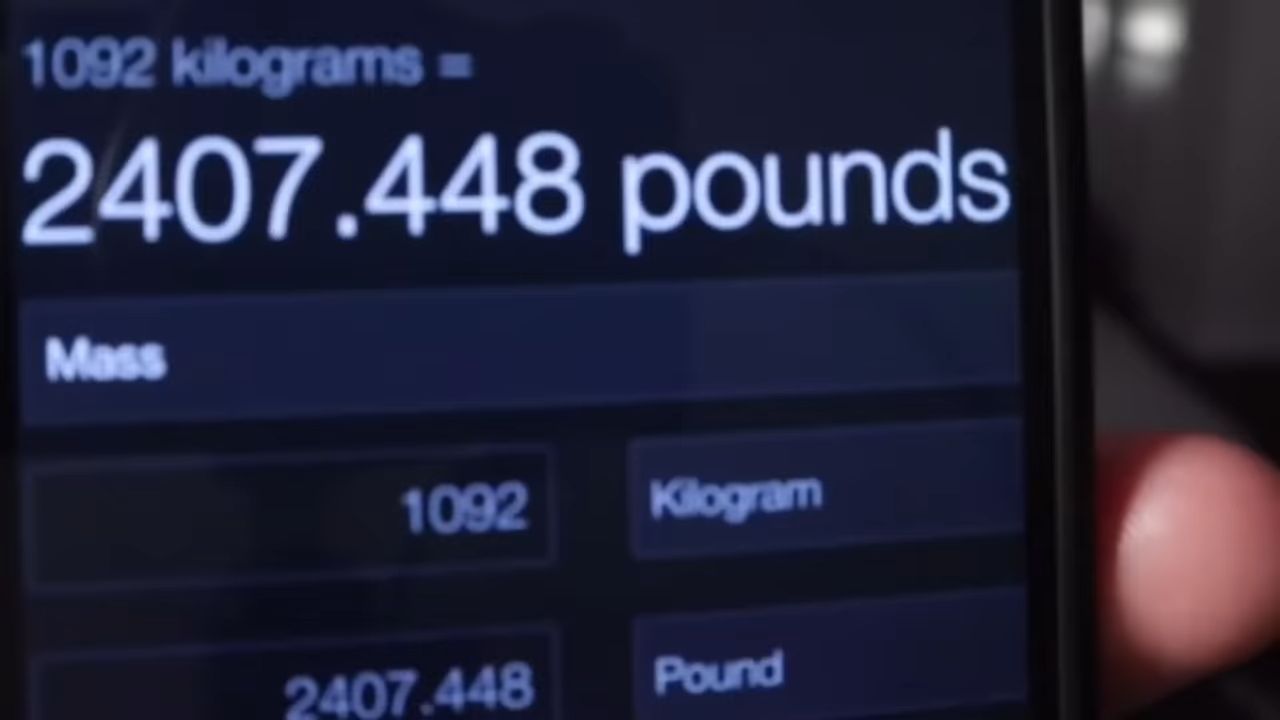 1092 kilograms =
2407.448 pounds
Mass
1092 Kilogram
2407.448 Pound